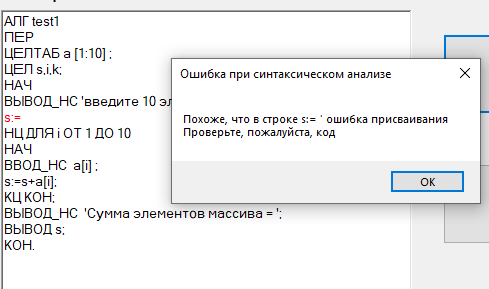 АЛГ test1
ПЕР
ЦЕЛТАБ a [1:10] ;
ЦЕЛ s,i,k;
НАЧ
ВЫВОД_НС 'введите 10 эл
s:=
НЦ ДЛЯ i ОТ 1 ДО 10
НАЧ
ВВОД_НС a[i] ;
s:=s+a[i];
КЦ КОН;
ВЫВОД_НС 'Сумма элементов массива = ';
ВЫВОД s;
КОН.
Ошибка при синтаксическом анализе
Похоже, что в строке s:= ` ошибка присваивания
Проверьте, пожалуйста, код
ОК